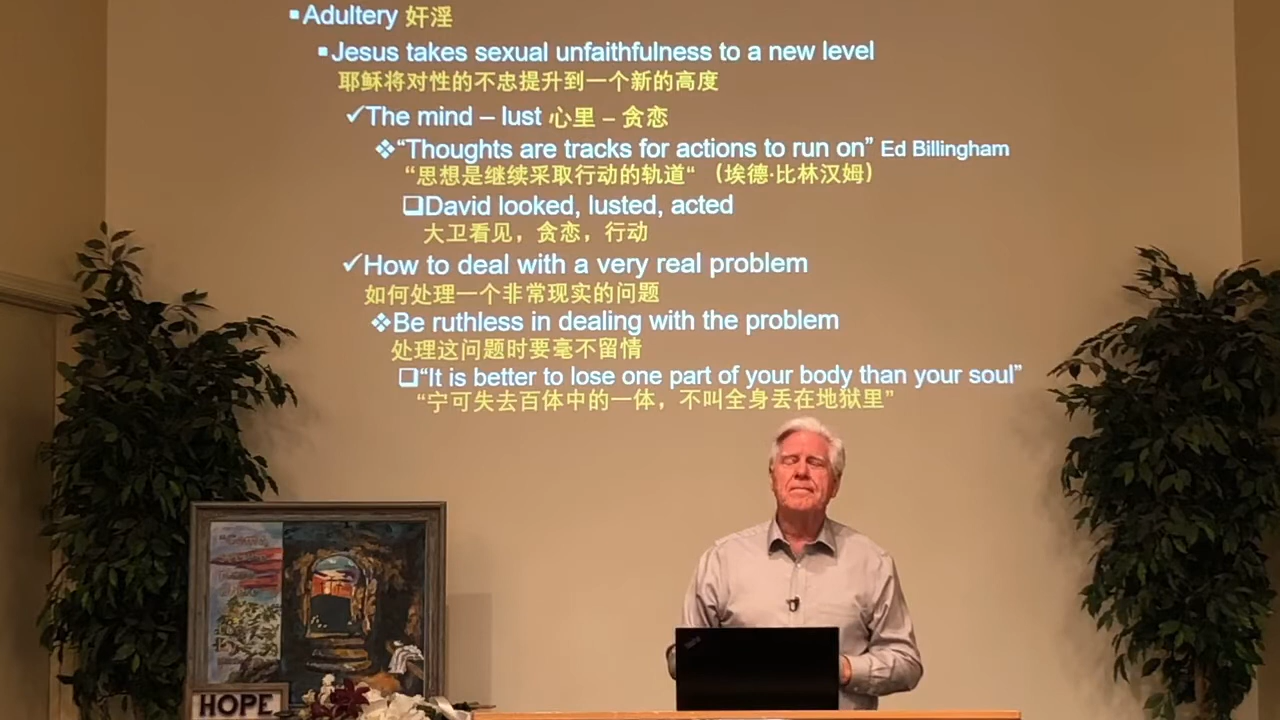 ▪Adultery 奸淫
▪Jesus takes sexual unfaithfulness to a new level
耶稣将对性的不忠提升到一个新的高度
✓The mind – lust 心里 – 贪恋
❖“Thoughts are tracks for actions to run on” Ed Billingham
“思想是继续采取行动的轨道“ （埃德·比林汉姆）
❑David looked, lusted, acted
大卫看见，贪恋，行动
✓How to deal with a very real problem
如何处理一个非常现实的问题
❖Be ruthless in dealing with the problem
处理这问题时要毫不留情
❑“It is better to lose one part of your body than your soul”
“宁可失去百体中的一体，不叫全身丢在地狱里”
HOPE